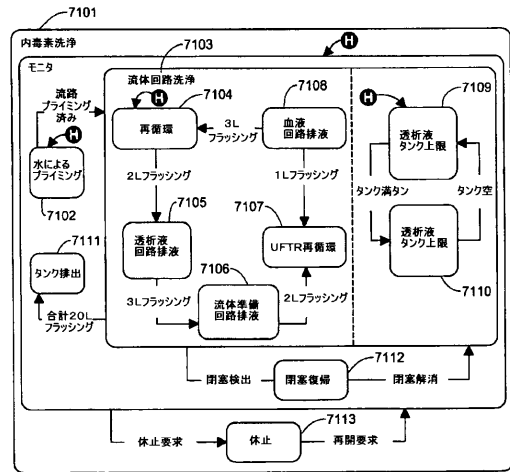 7101
内毒素洗浄
モニタ
7103
流体回路洗浄
H
流路
プライミング
済み
H
7104
H
7108
H
7109
再循環
3L
フラッシング
血液
回路排液
透析液
タンク上限
水による
プライミング
7102
2Lフラッシング
1Lフラッシング
タンク満タン
タンク空
7105
7107
透析液
回路排液
UFTR再循環
透析液
タンク上限
7111
タンク排出
7106
7110
合計20L
フラッシング
3Lフラッシング
流体準備
回路排液
2Lフラッシング
7112
閉塞検出
閉塞復帰
閉塞解消
7113
休止要求
休止
再開要求